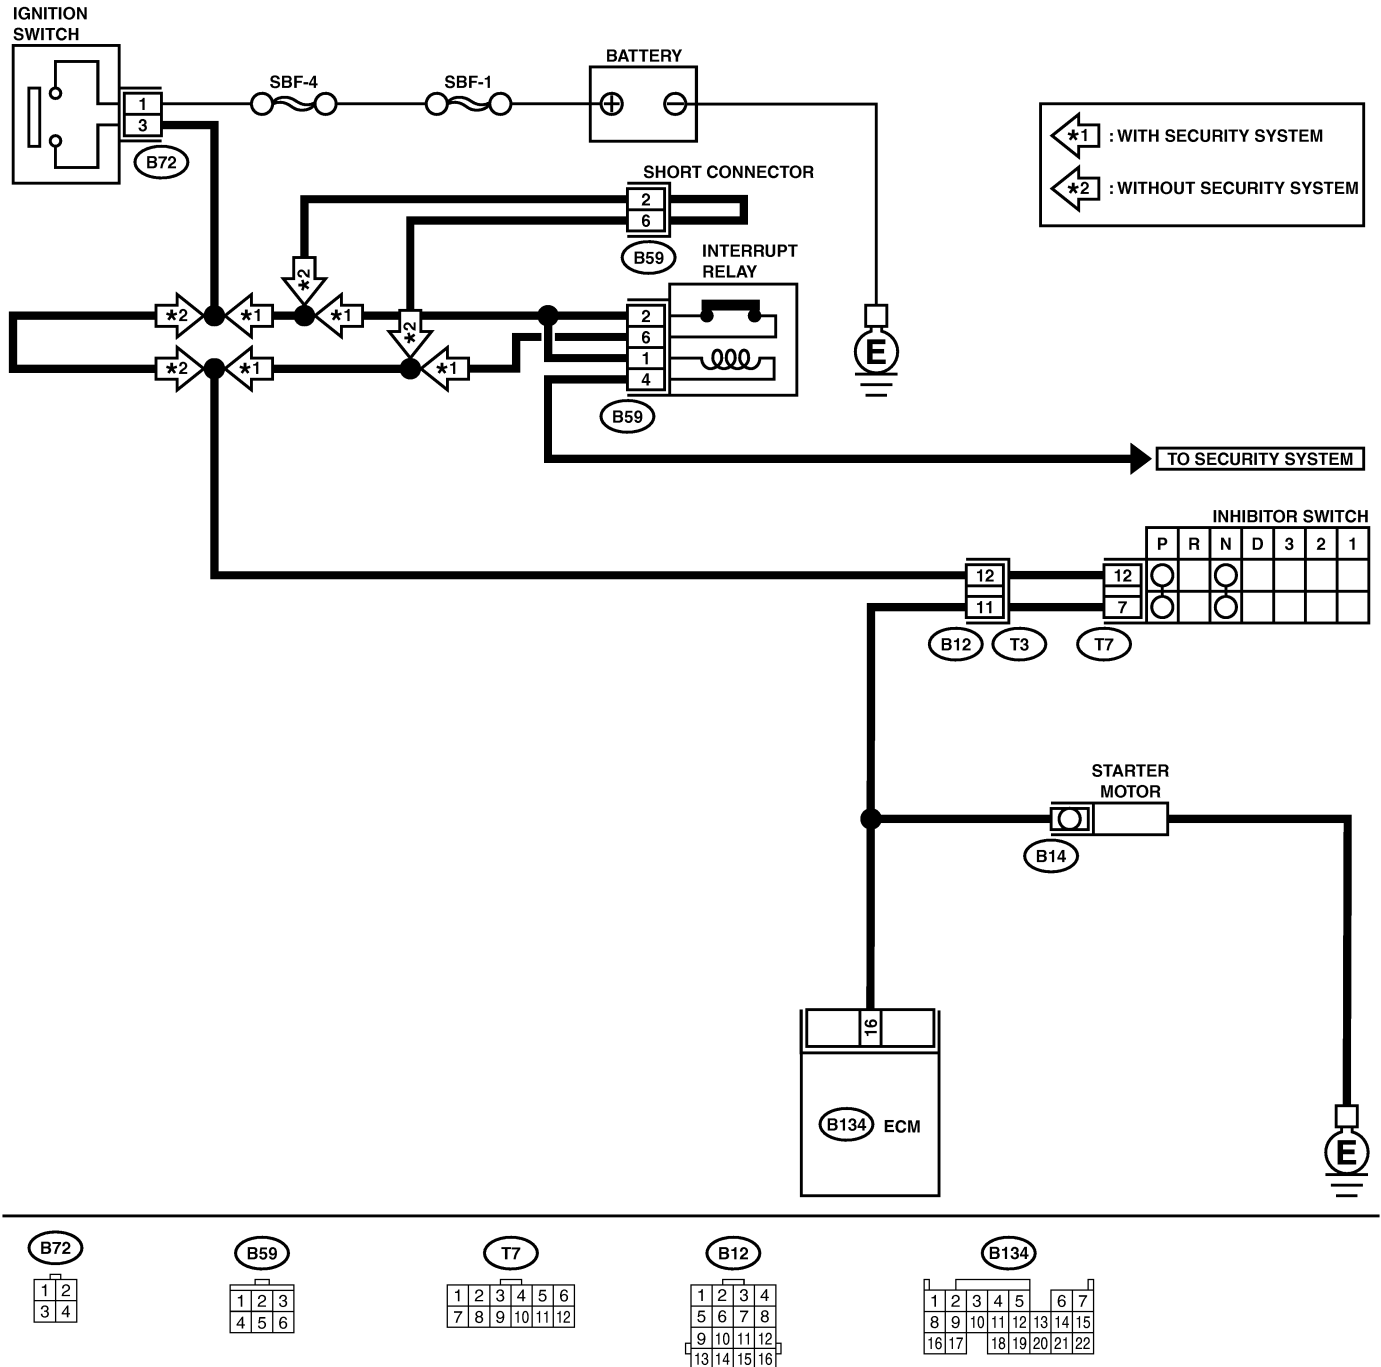 IGNITION
SWITCH
BATTERY
SBF-4
SBF-1
1
3
B72
*1 : WITH SECURITY SYSTEM
*2 : WITHOUT SECURITY SYSTEM
SHORT CONNECTOR
2
6
B59
INTERRUPT
RELAY
*2
*2
*1
*1
2
*2
6
*2
*1
*1
1
4
E
B59
TO SECURITY SYSTEM
INHIBITOR SWITCH
P R N D 3 2 1
12 12
11 7
B12 T3 T7
STARTER
MOTOR
B14
16
B134 ECM
E
B72 B59 T7 B12 B134
1 2
3 4
1 2 3
4 5 6
1 2 3 4 5 6
7 8 9 10 11 12
1 2 3 4
5 6 7 8
9 10 11 12
13 14 15 16
1 2 3 4 5 6 7
8 9 10 11 12 13 14 15
16 17 18 19 20 21 22